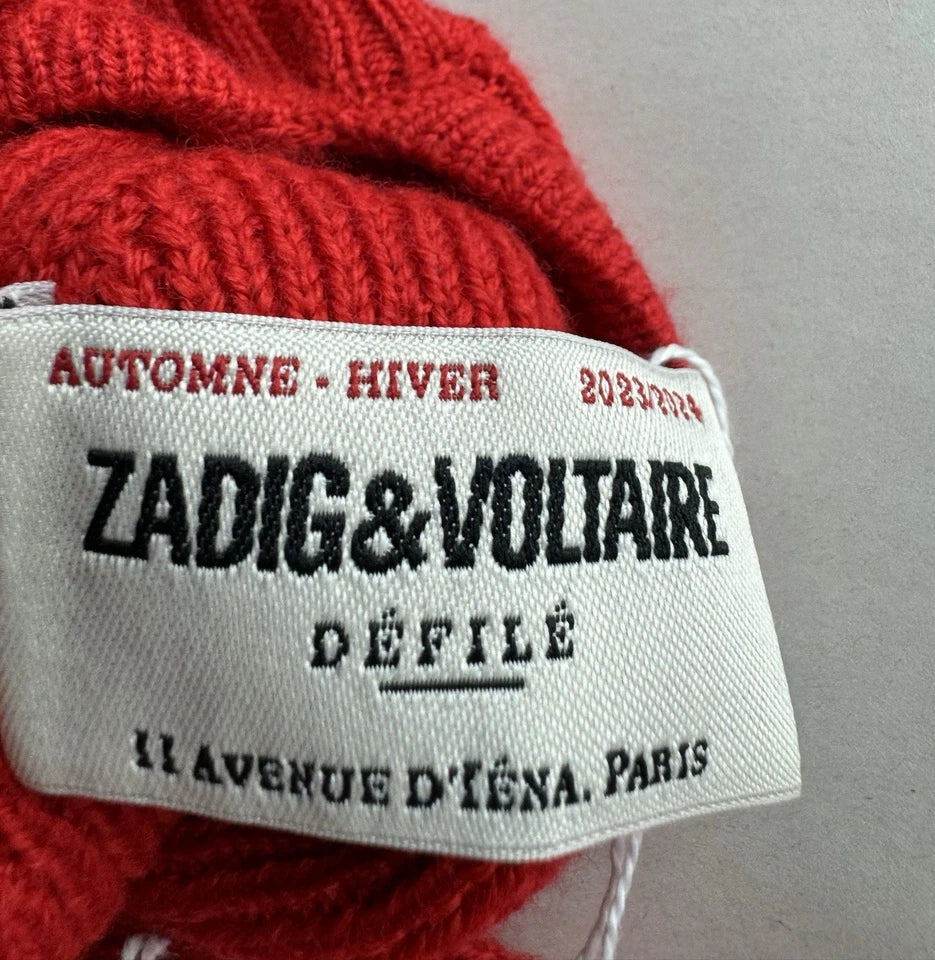 AUTOMNE - HIVER 2023/2024
ZADIG&VOLTAIRE
DÉFILÉ
11 AVENUE D'IÉNA. PARIS